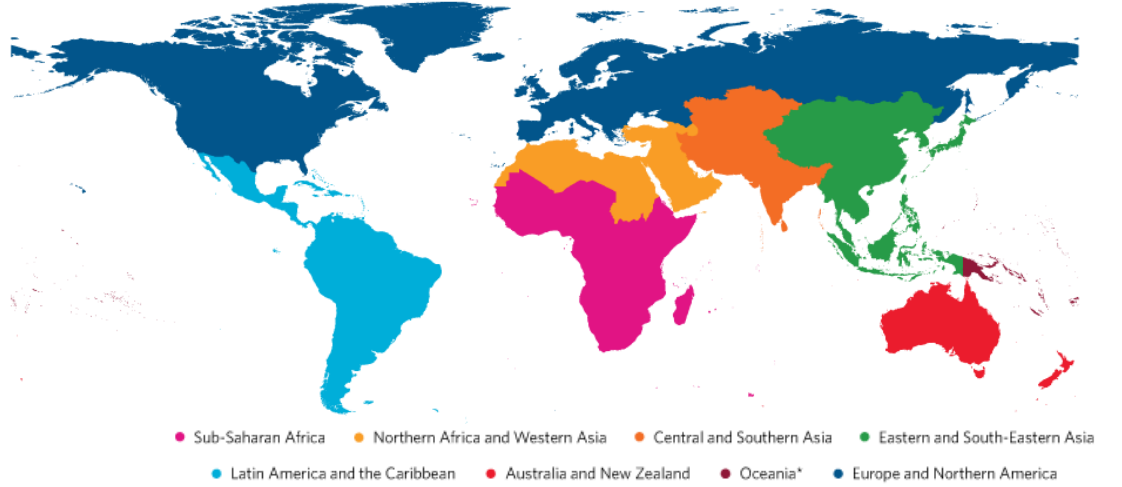 Sub-Saharan Africa Northern Africa and Western Asia Central and Southern Asia Eastern and South-Eastern Asia
Latin America and the Caribbean Australia and New Zealand Oceania* Europe and Northern America